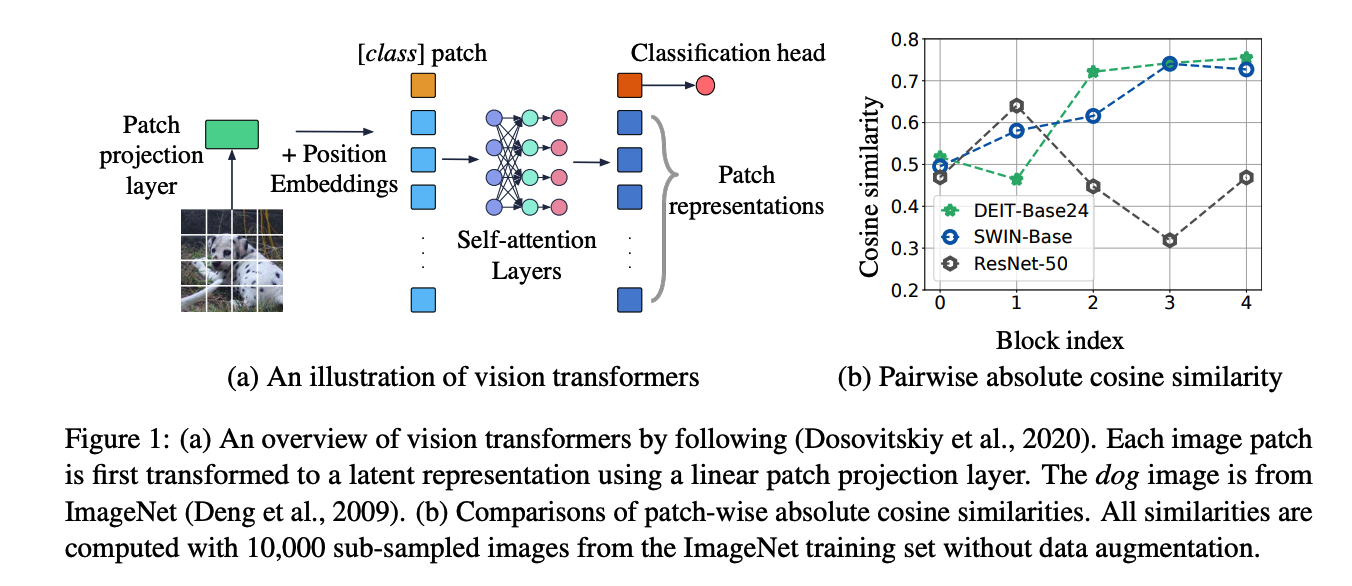 [class] patch
Classification head
Patch
projection
layer
+ Position
Embeddings
Self-attention
Layers
Patch
representations
(a) An illustration of vision transformers
Cosine similarity
0.8
0.7
0.6
0.5
0.4
0.3
0.2
DEIT-Base24
SWIN-Base
ResNet-50
0 1 2 3 4
Block index
(b) Pairwise absolute cosine similarity
Figure 1: (a) An overview of vision transformers by following (Dosovitskiy et al., 2020). Each image patch
is first transformed to a latent representation using a linear patch projection layer. The dog image is from
ImageNet (Deng et al., 2009). (b) Comparisons of patch-wise absolute cosine similarities. All similarities are
computed with 10,000 sub-sampled images from the ImageNet training set without data augmentation.